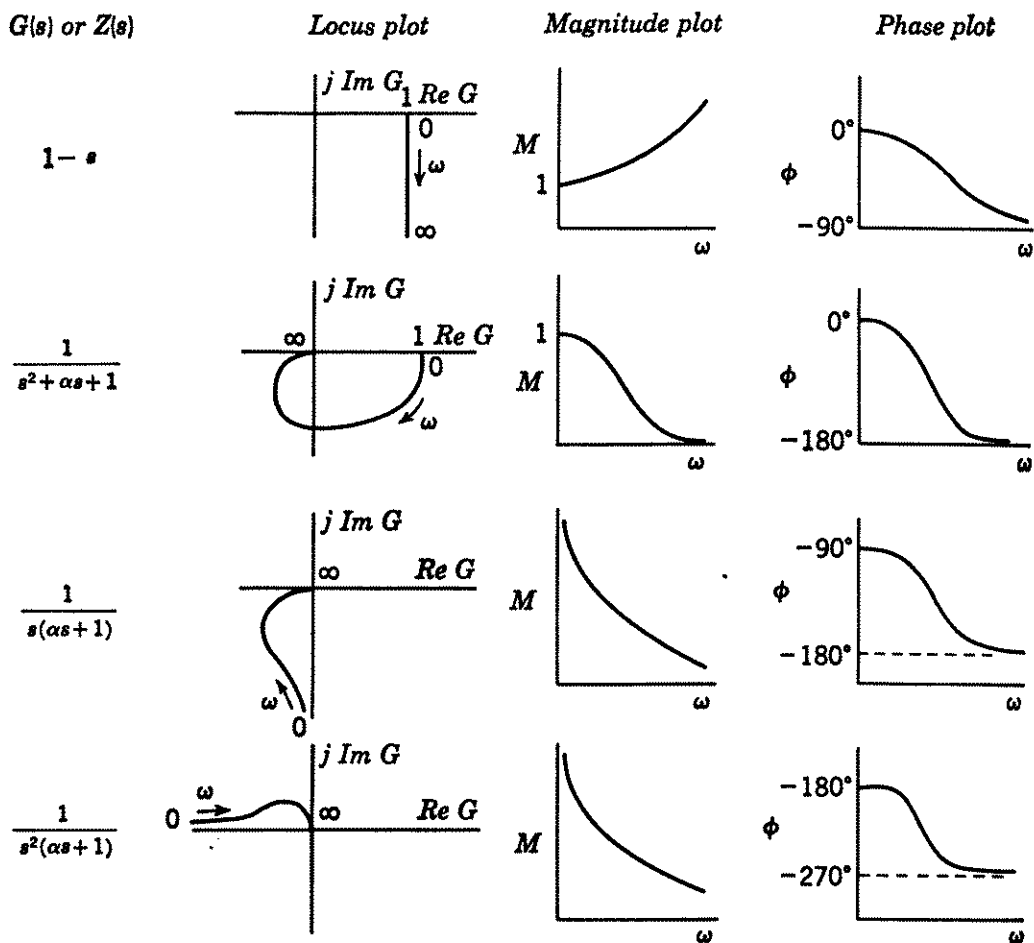 G(s) or Z(s) Locus plot Magnitude plot Phase plot
1 − s
j Im G
1 Re G
0
ω
∞
M
1
ω
0°
ϕ
−90°
ω
1
s² + αs + 1
j Im G
∞ 1 Re G
0
ω
1
M
ω
0°
ϕ
−180°
ω
1
s(αs + 1)
j Im G
∞ Re G
ω
0
M
ω
−90°
ϕ
−180°
ω
1
s²(αs + 1)
j Im G
ω
0 ∞ Re G
M
ω
−180°
ϕ
−270°
ω